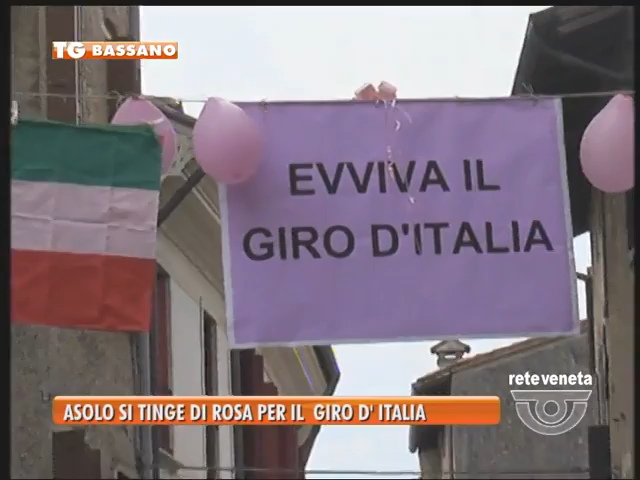 TG BASSANO
EVVIVA IL
GIRO D'ITALIA
reteveneta
ASOLO SI TINGE DI ROSA PER IL GIRO D' ITALIA